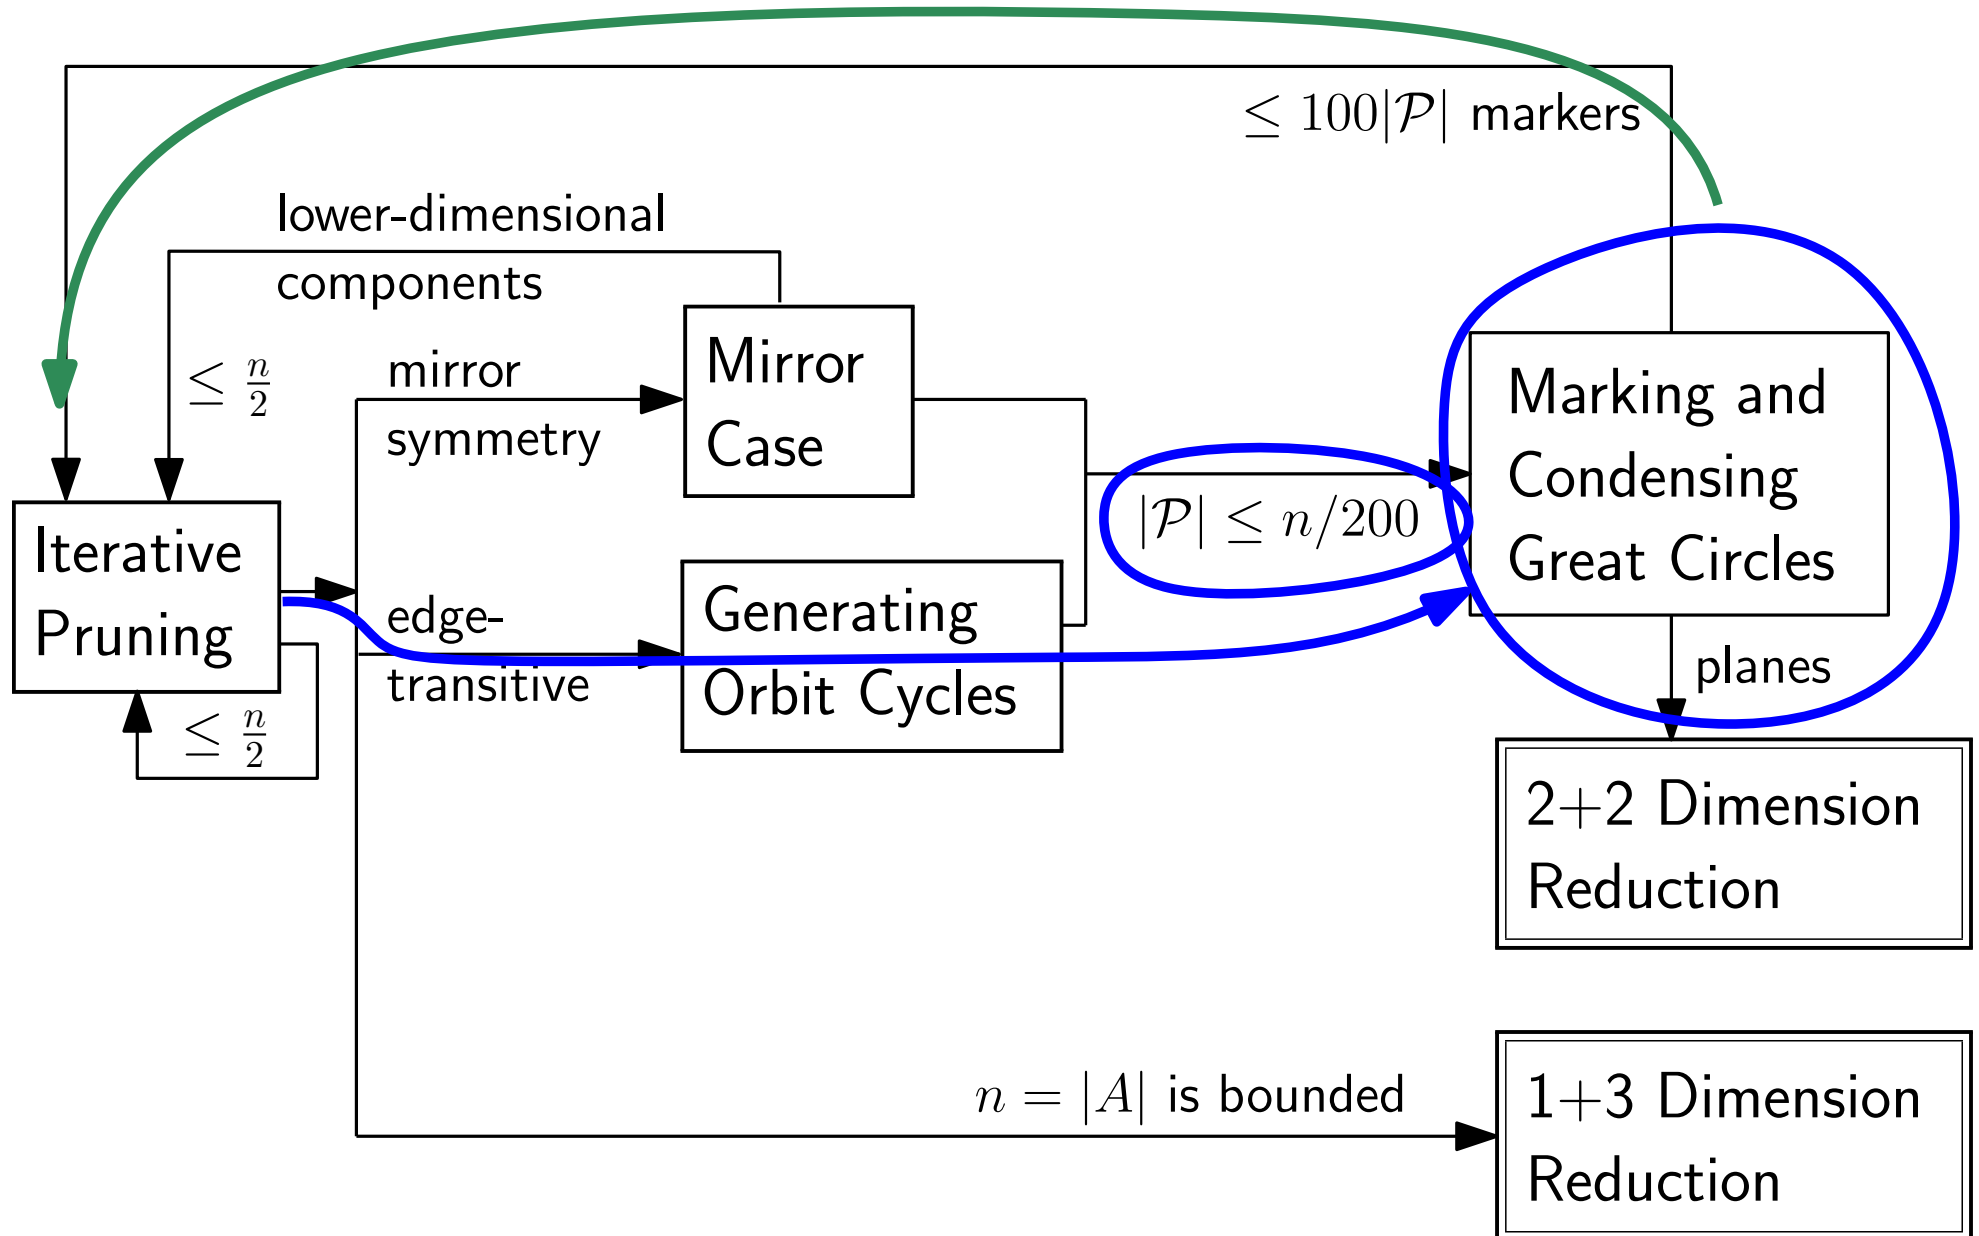 ≤ 100|𝒫| markers
lower-dimensional
components
≤ n/2
mirror
symmetry
Mirror
Case
Marking and
Condensing
Great Circles
|𝒫| ≤ n/200
Iterative
Pruning
≤ n/2
edge-
transitive
Generating
Orbit Cycles
planes
2+2 Dimension
Reduction
n = |A| is bounded
1+3 Dimension
Reduction